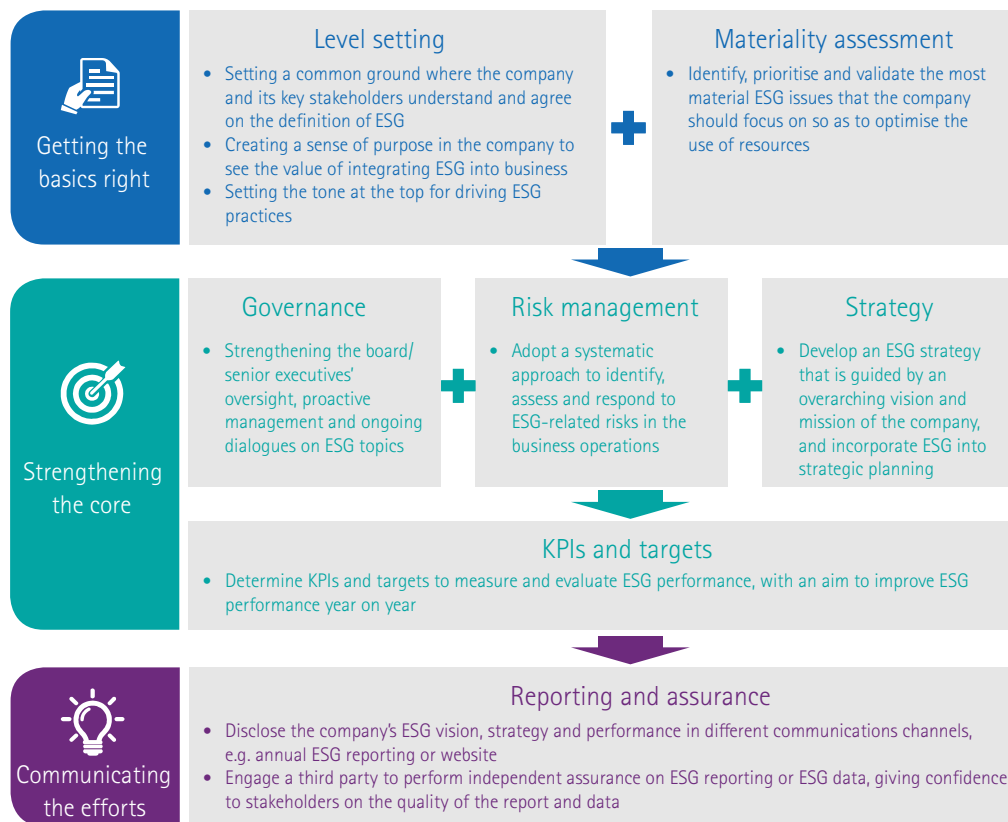 Getting the
basics right
Level setting
• Setting a common ground where the company
and its key stakeholders understand and agree
on the definition of ESG
• Creating a sense of purpose in the company to
see the value of integrating ESG into business
• Setting the tone at the top for driving ESG
practices
Materiality assessment
• Identify, prioritise and validate the most
material ESG issues that the company
should focus on so as to optimise the
use of resources
Strengthening
the core
Governance
• Strengthening the board/
senior executives'
oversight, proactive
management and ongoing
dialogues on ESG topics
Risk management
• Adopt a systematic
approach to identify,
assess and respond to
ESG-related risks in the
business operations
Strategy
• Develop an ESG strategy
that is guided by an
overarching vision and
mission of the company,
and incorporate ESG into
strategic planning
KPIs and targets
• Determine KPIs and targets to measure and evaluate ESG performance, with an aim to improve ESG
performance year on year
Communicating
the efforts
Reporting and assurance
• Disclose the company's ESG vision, strategy and performance in different communications channels,
e.g. annual ESG reporting or website
• Engage a third party to perform independent assurance on ESG reporting or ESG data, giving confidence
to stakeholders on the quality of the report and data